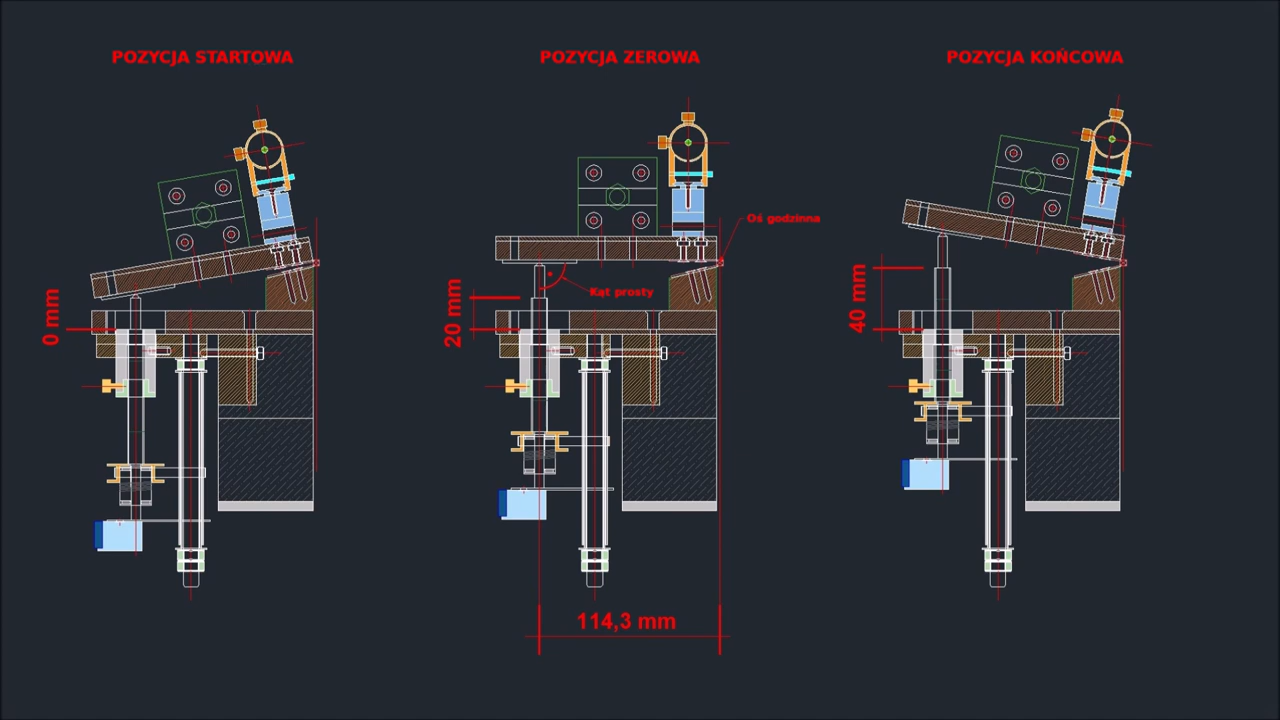 POZYCJA STARTOWA
POZYCJA ZEROWA
POZYCJA KOŃCOWA
Oś godzinna
Kąt prosty
0 mm
20 mm
40 mm
114,3 mm